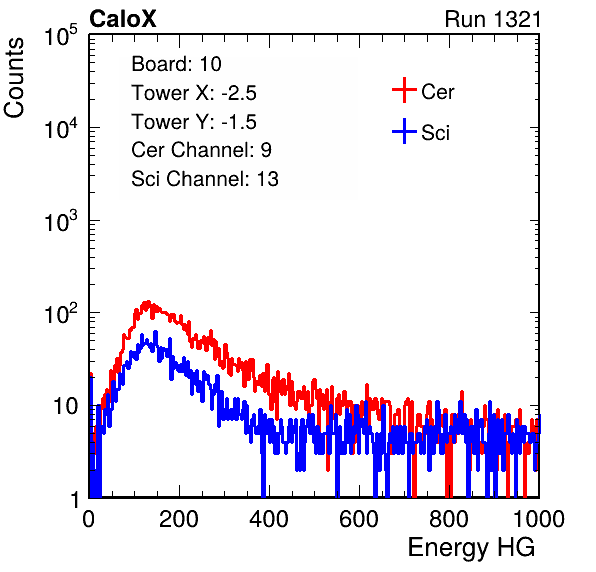 CaloX Run 1321
Counts
Board: 10
Tower X: -2.5
Tower Y: -1.5
Cer Channel: 9
Sci Channel: 13
Cer
Sci
10^5
10^4
10^3
10^2
10
1
0 200 400 600 800 1000
Energy HG